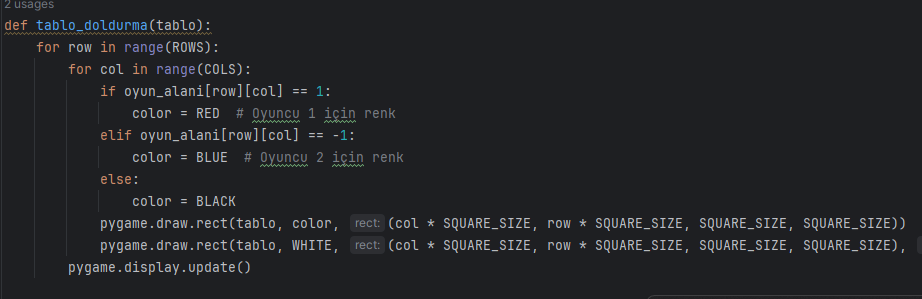 2 usages
def tablo_doldurma(tablo):
    for row in range(ROWS):
        for col in range(COLS):
            if oyun_alani[row][col] == 1:
                color = RED  # Oyuncu 1 için renk
            elif oyun_alani[row][col] == -1:
                color = BLUE  # Oyuncu 2 için renk
            else:
                color = BLACK
            pygame.draw.rect(tablo, color, rect: (col * SQUARE_SIZE, row * SQUARE_SIZE, SQUARE_SIZE, SQUARE_SIZE))
            pygame.draw.rect(tablo, WHITE, rect: (col * SQUARE_SIZE, row * SQUARE_SIZE, SQUARE_SIZE, SQUARE_SIZE),
        pygame.display.update()